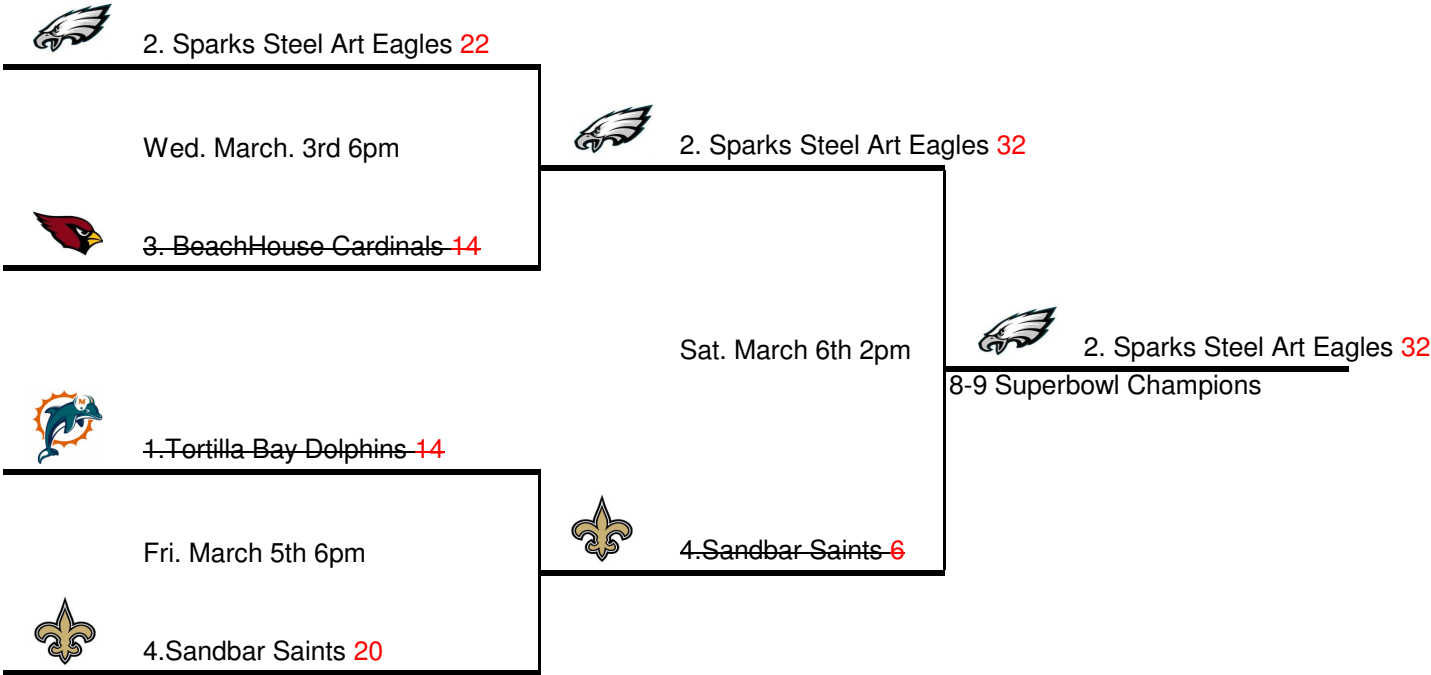 2. Sparks Steel Art Eagles 22
Wed. March. 3rd 6pm
3. BeachHouse Cardinals 14
2. Sparks Steel Art Eagles 32
Sat. March 6th 2pm
2. Sparks Steel Art Eagles 32
8-9 Superbowl Champions
M
1.Tortilla Bay Dolphins 14
Fri. March 5th 6pm
4.Sandbar Saints 6
4.Sandbar Saints 20